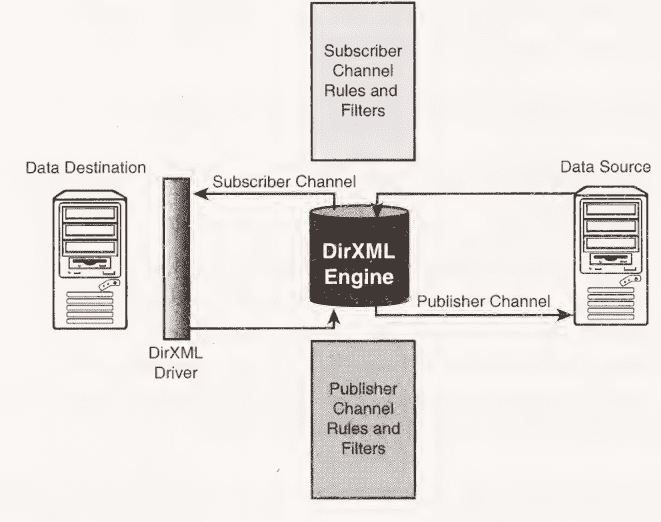 Subscriber
Channel
Rules and
Filters
Data Destination
Data Source
Subscriber Channel
DirXML
Engine
Publisher Channel
DirXML
Driver
Publisher
Channel
Rules and
Filters